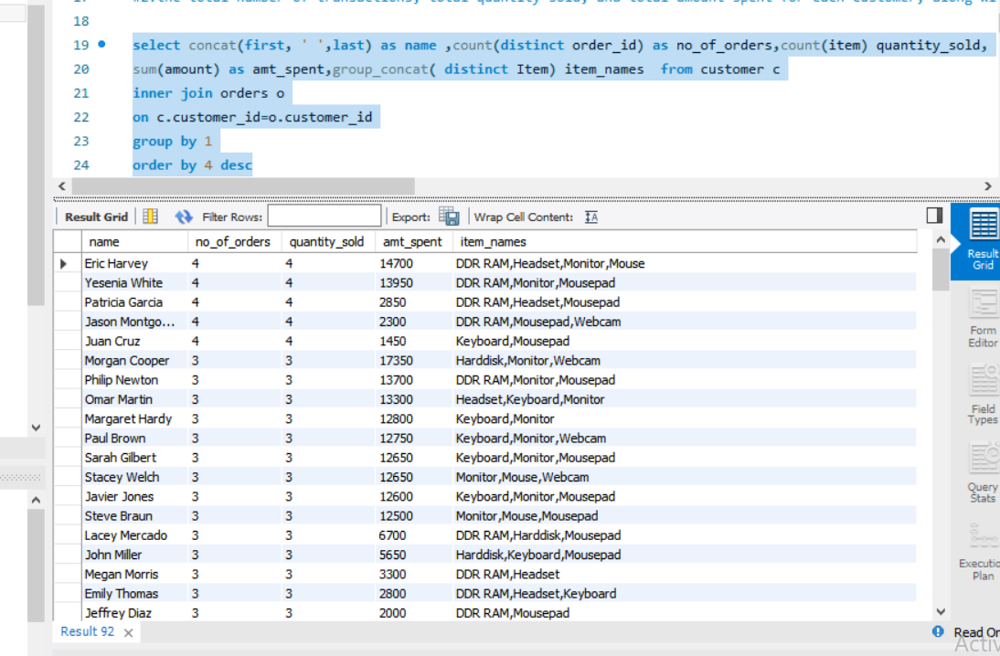 #2.the total number of transactions, total quantity sold, and total amount spent for each customer, along wi
18
19 select concat(first, ' ',last) as name ,count(distinct order_id) as no_of_orders,count(item) quantity_sold,
20 sum(amount) as amt_spent,group_concat( distinct Item) item_names from customer c
21 inner join orders o
22 on c.customer_id=o.customer_id
23 group by 1
24 order by 4 desc
Result Grid Filter Rows: Export: Wrap Cell Content: IA
name no_of_orders quantity_sold amt_spent item_names
Eric Harvey 4 4 14700 DDR RAM,Headset,Monitor,Mouse
Yesenia White 4 4 13950 DDR RAM,Monitor,Mousepad
Patricia Garcia 4 4 2850 DDR RAM,Headset,Mousepad
Jason Montgo... 4 4 2300 DDR RAM,Mousepad,Webcam
Juan Cruz 4 4 1450 Keyboard,Mousepad
Morgan Cooper 3 3 17350 Harddisk,Monitor,Webcam
Philip Newton 3 3 13700 DDR RAM,Monitor,Mousepad
Omar Martin 3 3 13300 Headset,Keyboard,Monitor
Margaret Hardy 3 3 12800 Keyboard,Monitor
Paul Brown 3 3 12750 Keyboard,Monitor,Webcam
Sarah Gilbert 3 3 12650 Keyboard,Monitor,Mousepad
Stacey Welch 3 3 12650 Monitor,Mouse,Webcam
Javier Jones 3 3 12600 Keyboard,Monitor,Mousepad
Steve Braun 3 3 12500 Monitor,Mouse,Mousepad
Lacey Mercado 3 3 6700 DDR RAM,Harddisk,Mousepad
John Miller 3 3 5650 Harddisk,Keyboard,Mousepad
Megan Morris 3 3 3300 DDR RAM,Headset
Emily Thomas 3 3 2800 DDR RAM,Headset,Keyboard
Jeffrey Diaz 3 3 2000 DDR RAM,Mousepad
Result
Grid
Form
Editor
Field
Types
Query
Stats
Executio
Plan
Result 92
Read On
Activ